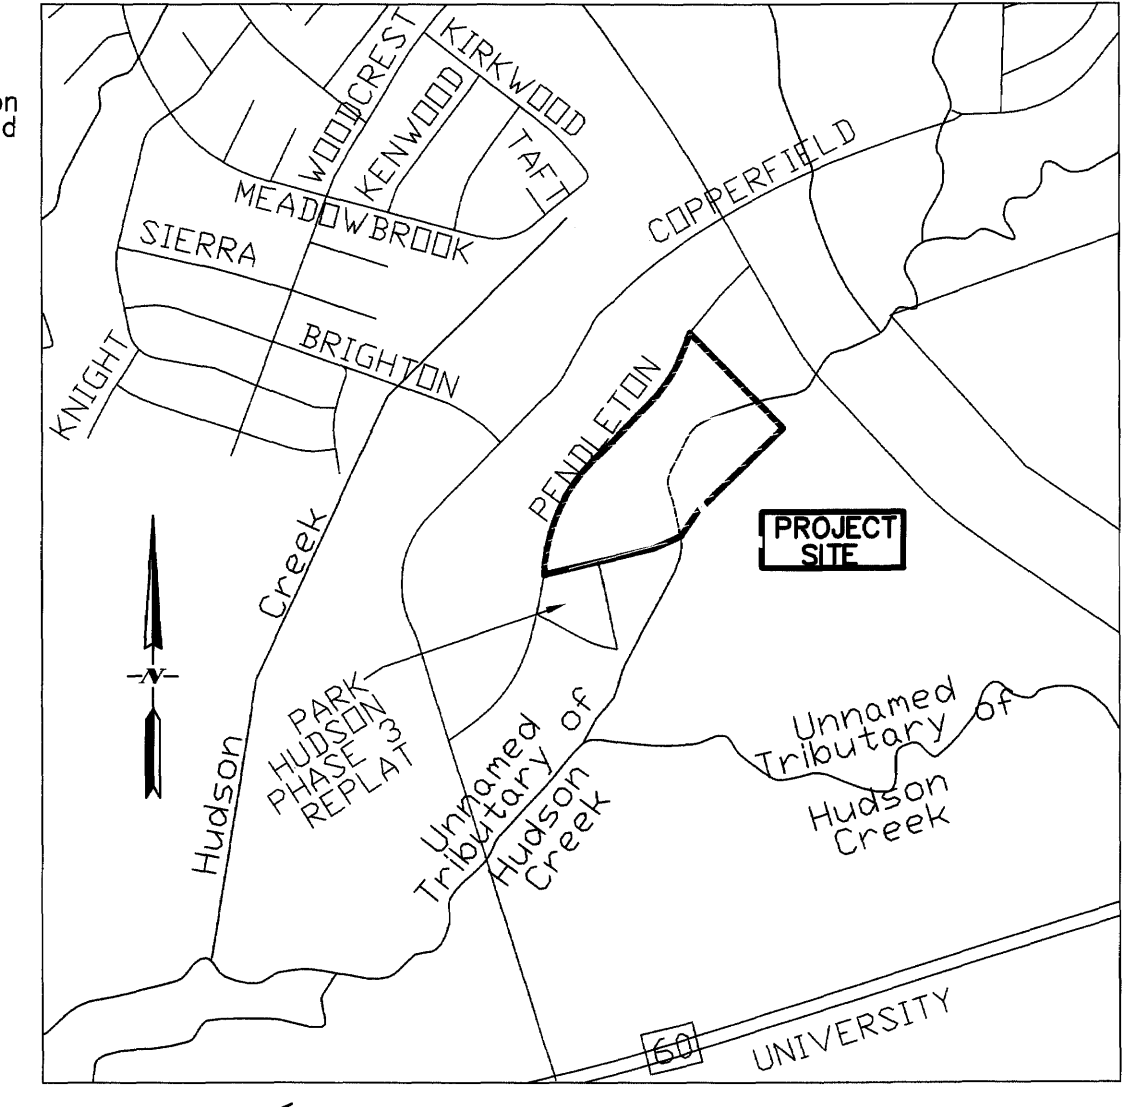 on
d
WOODCREST
KIRKWOOD
KENWOOD
TAFT
MEADOWBROOK
COPPERFIELD
SIERRA
BRIGHTON
KNIGHT
PENDLETON
PROJECT
SITE
Hudson Creek
-N-
PARK
HUDSON
PHASE 3
REPLAT
Unnamed
Tributary of
Hudson
Creek
Unnamed
Tributary of
Hudson
Creek
60
UNIVERSITY